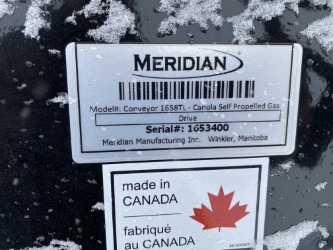 MERIDIAN
Model#: Conveyor 1658TL - Canola Self Propelled Gas
Drive
Serial#: 1653400
Meridian Manufacturing Inc. Winkler, Manitoba
made in
CANADA
fabriqué
au CANADA